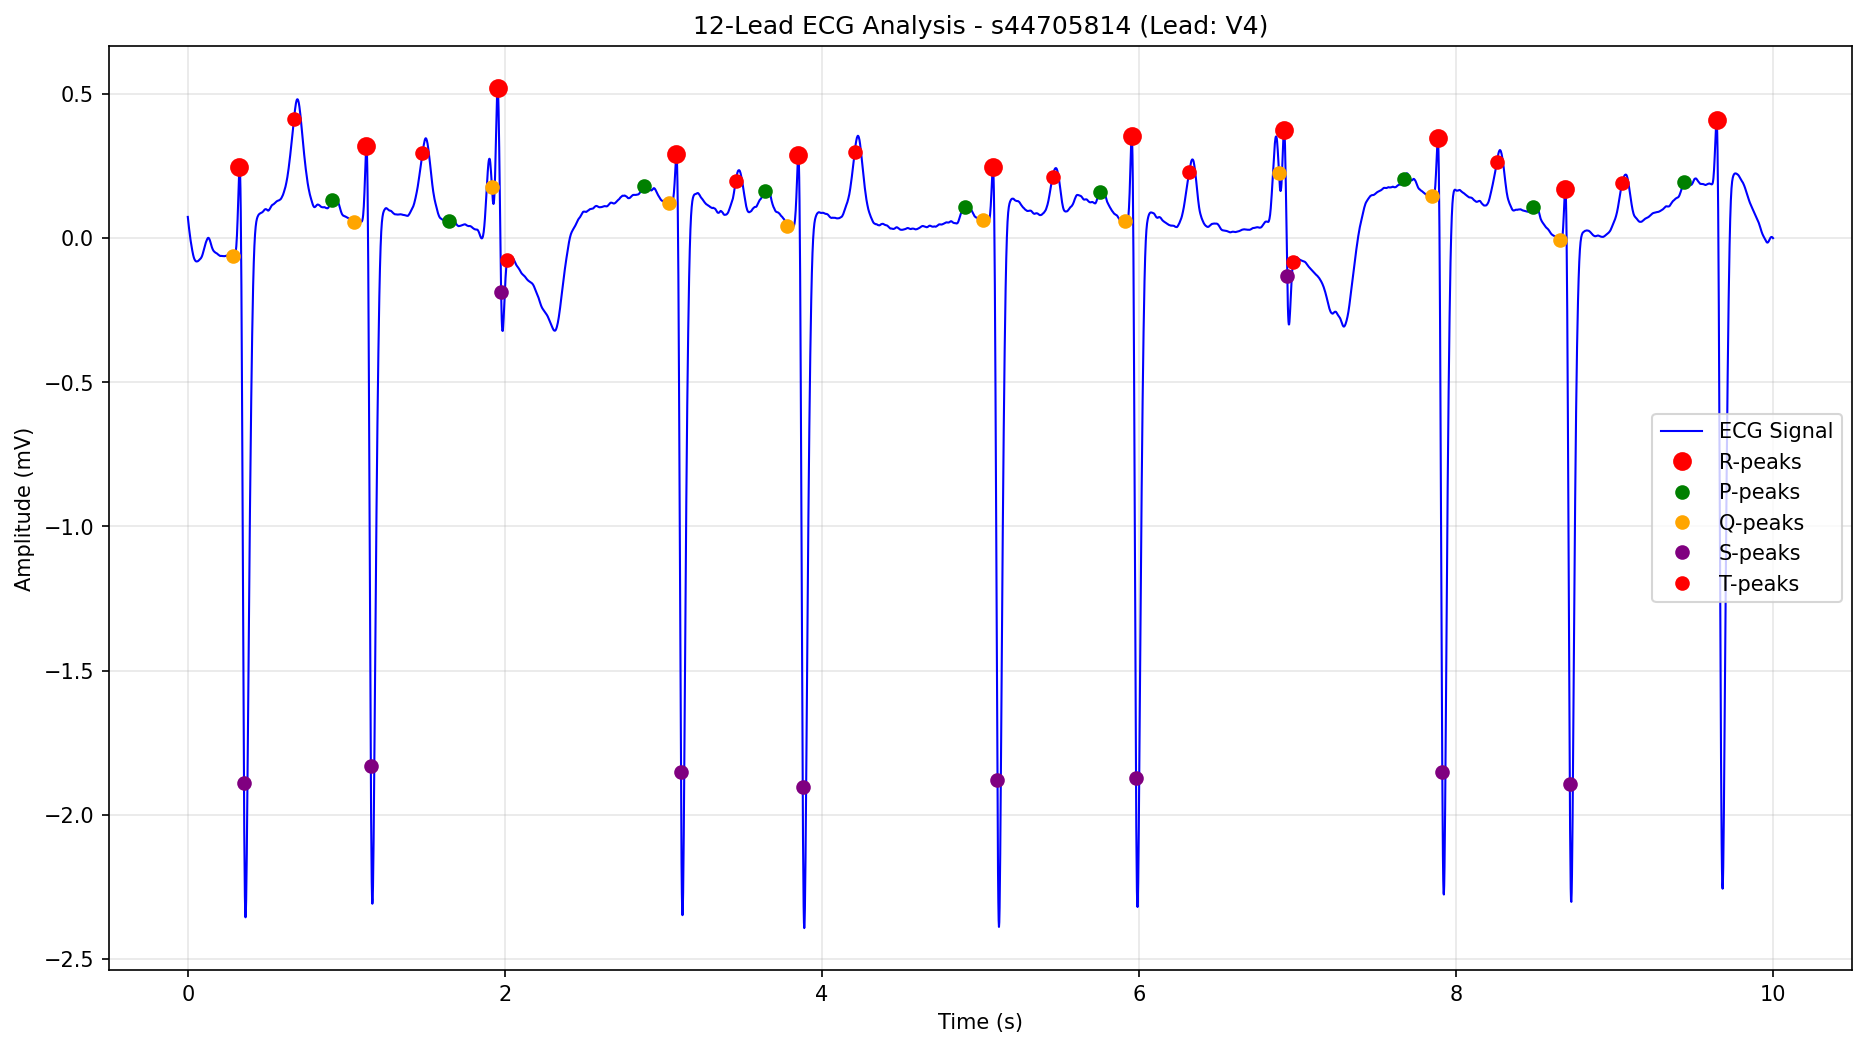 12-Lead ECG Analysis - s44705814 (Lead: V4)
Amplitude (mV)
0.5
0.0
−0.5
−1.0
−1.5
−2.0
−2.5
ECG Signal
R-peaks
P-peaks
Q-peaks
S-peaks
T-peaks
0 2 4 6 8 10
Time (s)